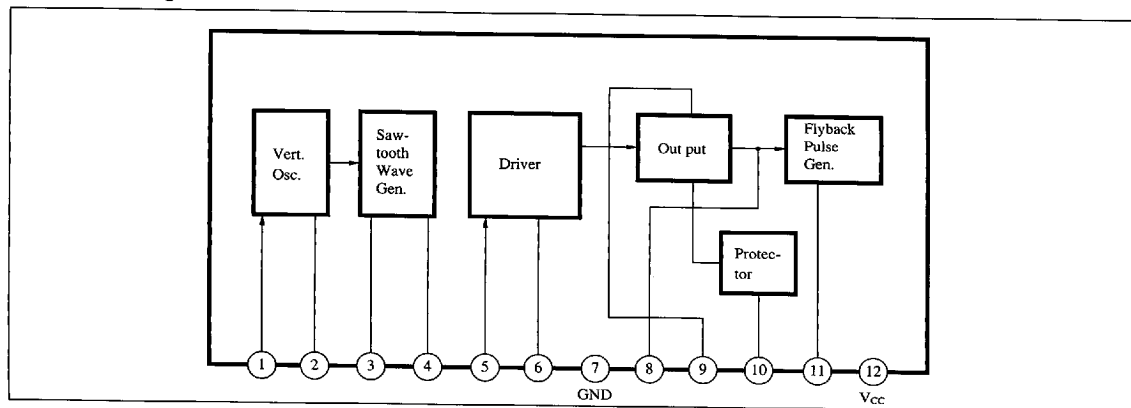 Vert.
Osc.
Saw-
tooth
Wave
Gen.
Driver
Out put
Flyback
Pulse
Gen.
Protec-
tor
1 2 3 4 5 6 7 8 9 10 11 12
GND
VCC